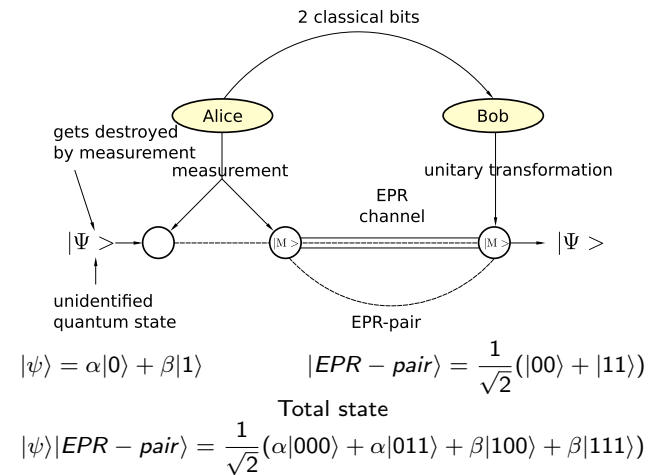 2 classical bits
Alice
Bob
gets destroyed
by measurement
measurement
unitary transformation
EPR
channel
|Ψ >
|M >
|M >
|Ψ >
unidentified
quantum state
EPR-pair
|ψ⟩ = α|0⟩ + β|1⟩
|EPR − pair⟩ = 1/√2 (|00⟩ + |11⟩)
Total state
|ψ⟩|EPR − pair⟩ = 1/√2 (α|000⟩ + α|011⟩ + β|100⟩ + β|111⟩)